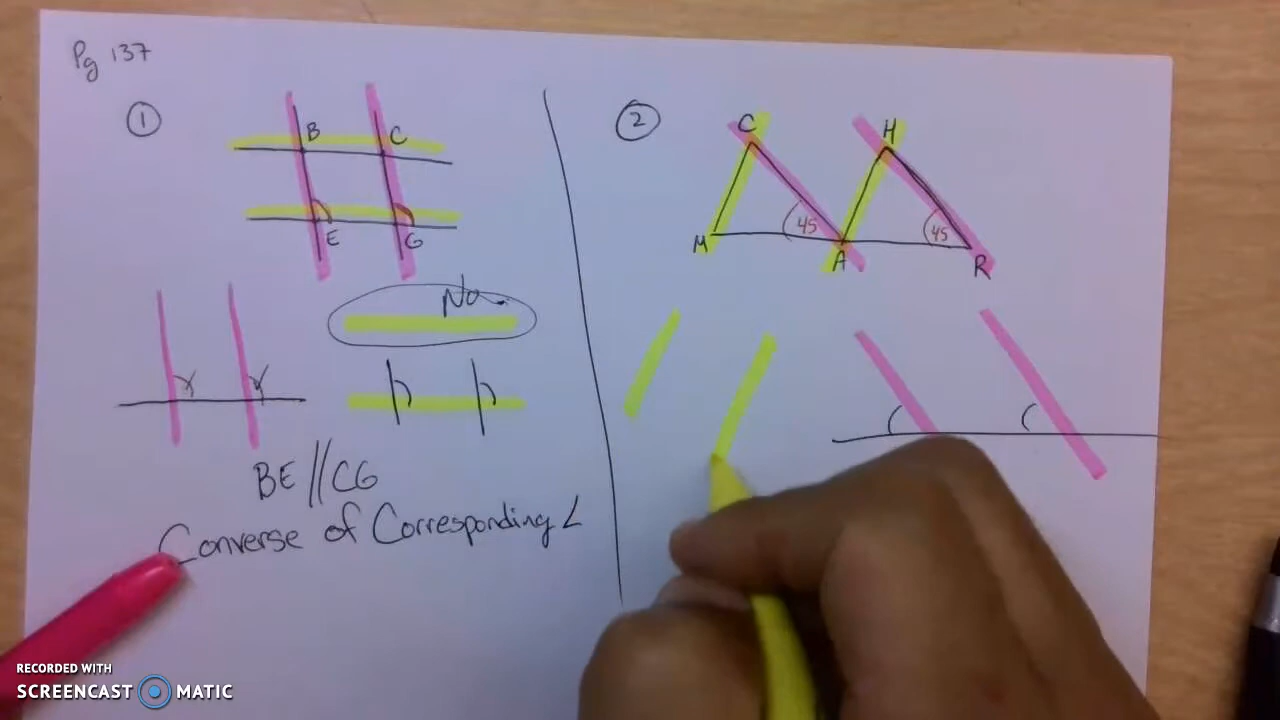 Pg 137
1
B C
E G
No
BE//CG
Converse of Corresponding <
2
C H
45 45
M A R
RECORDED WITH
SCREENCAST MATIC